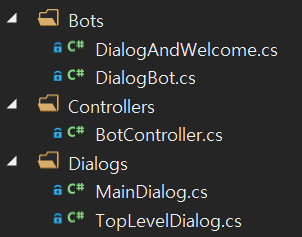 Bots
C# DialogAndWelcome.cs
C# DialogBot.cs
Controllers
C# BotController.cs
Dialogs
C# MainDialog.cs
C# TopLevelDialog.cs